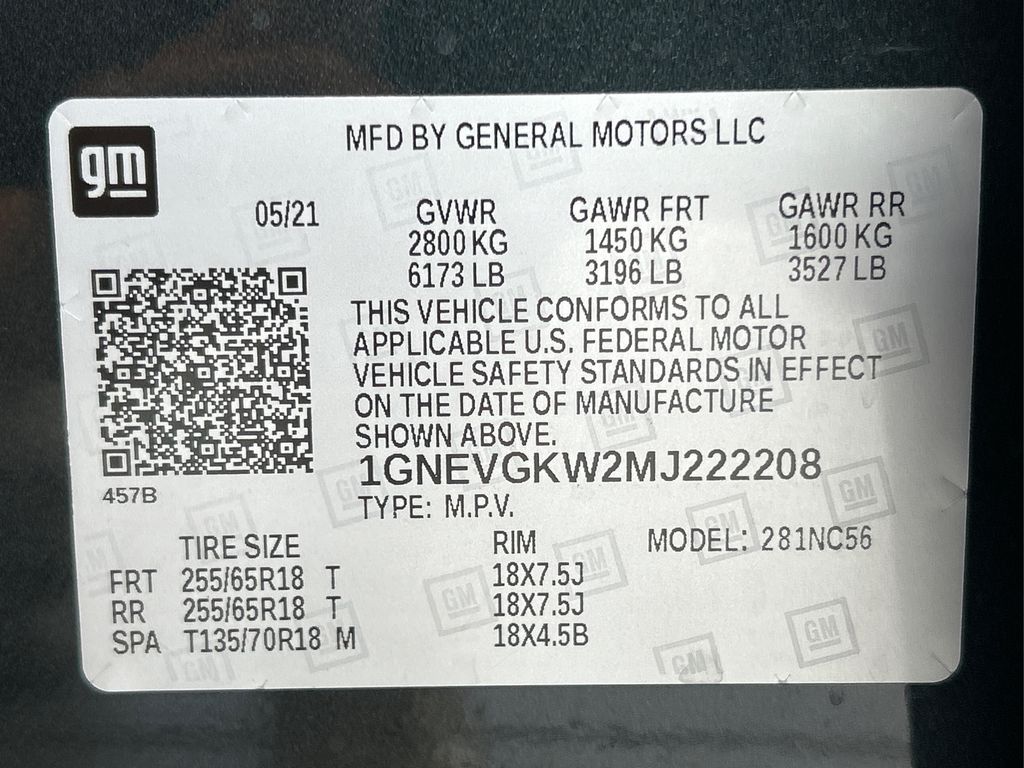 gm
MFD BY GENERAL MOTORS LLC
05/21 GVWR GAWR FRT GAWR RR
2800 KG 1450 KG 1600 KG
6173 LB 3196 LB 3527 LB
THIS VEHICLE CONFORMS TO ALL
APPLICABLE U.S. FEDERAL MOTOR
VEHICLE SAFETY STANDARDS IN EFFECT
ON THE DATE OF MANUFACTURE
SHOWN ABOVE.
1GNEVGKW2MJ222208
457B
TYPE: M.P.V.
TIRE SIZE RIM MODEL: 281NC56
FRT 255/65R18 T 18X7.5J
RR 255/65R18 T 18X7.5J
SPA T135/70R18 M 18X4.5B